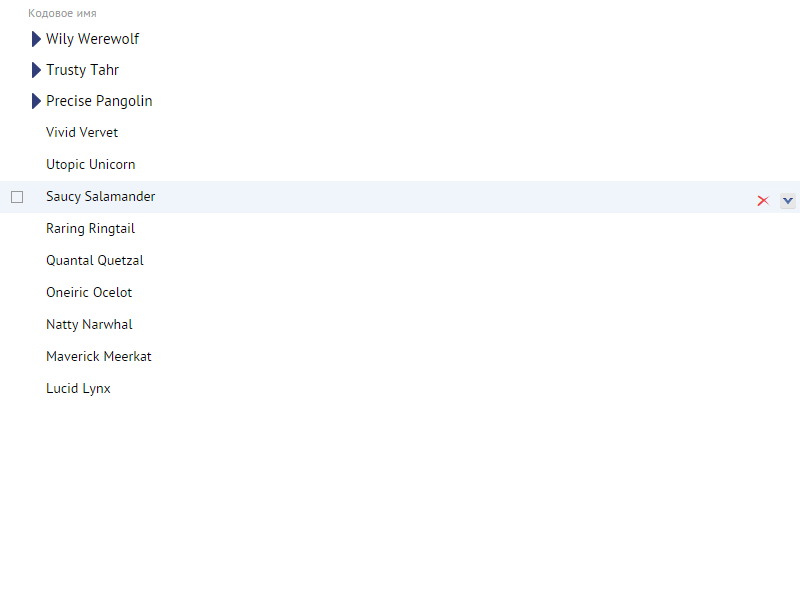 Кодовое имя
Wily Werewolf
Trusty Tahr
Precise Pangolin
Vivid Vervet
Utopic Unicorn
Saucy Salamander
Raring Ringtail
Quantal Quetzal
Oneiric Ocelot
Natty Narwhal
Maverick Meerkat
Lucid Lynx